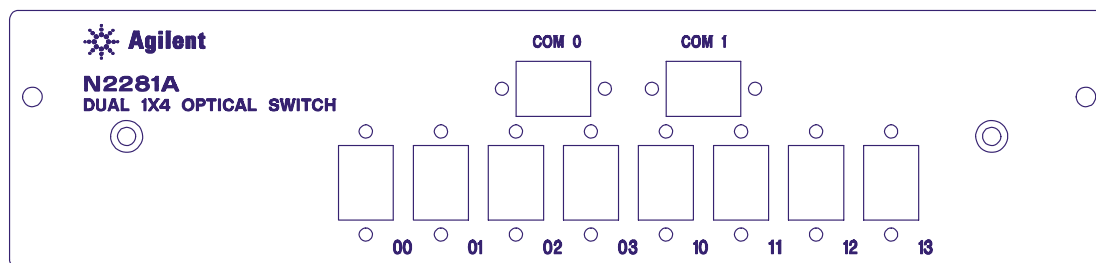 Agilent
N2281A
DUAL 1X4 OPTICAL SWITCH
COM 0 COM 1
00 01 02 03 10 11 12 13